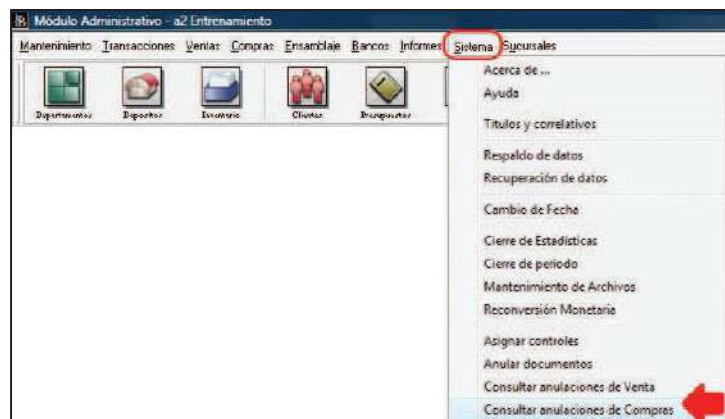 Módulo Administrativo - a2 Entrenamiento
Mantenimiento Transacciones Ventas Compras Ensamblaje Bancos Informes Sistema Sucursales
Departamentos Depositos Inventario Clientes Presupuestos
Acerca de ...
Ayuda
Titulos y correlativos
Respaldo de datos
Recuperación de datos
Cambio de Fecha
Cierre de Estadísticas
Cierre de periodo
Mantenimiento de Archivos
Reconversión Monetaria
Asignar controles
Anular documentos
Consultar anulaciones de Venta
Consultar anulaciones de Compras